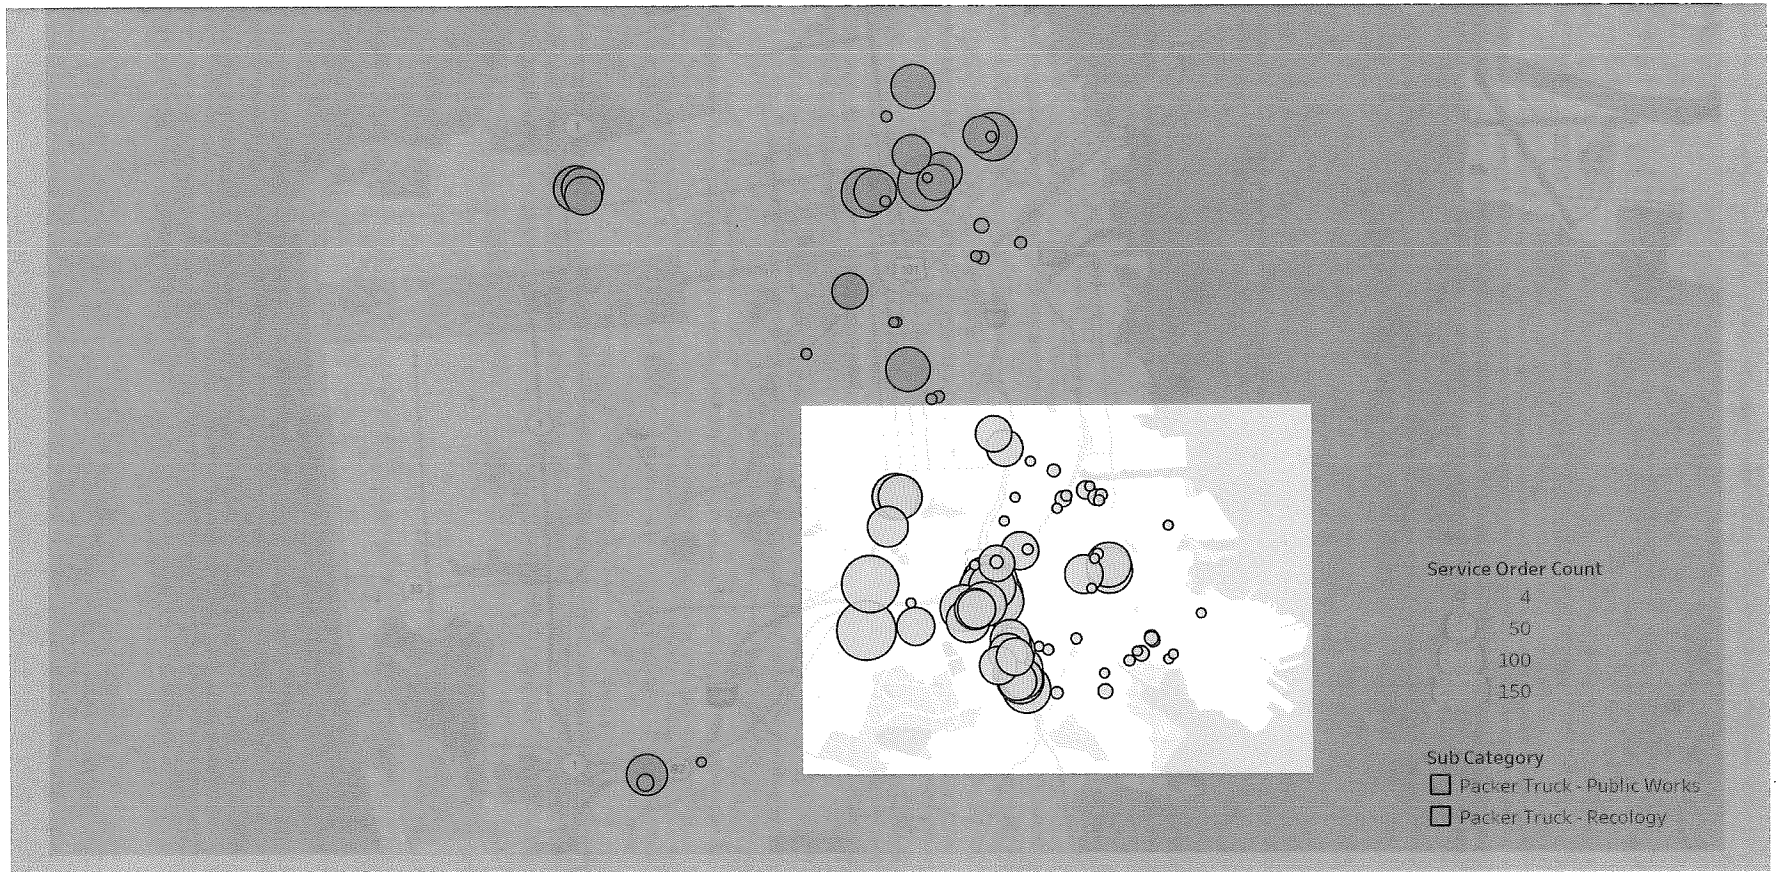 Service Order Count
4
50
100
150
Sub Category
Packer Truck - Public Works
Packer Truck - Recology